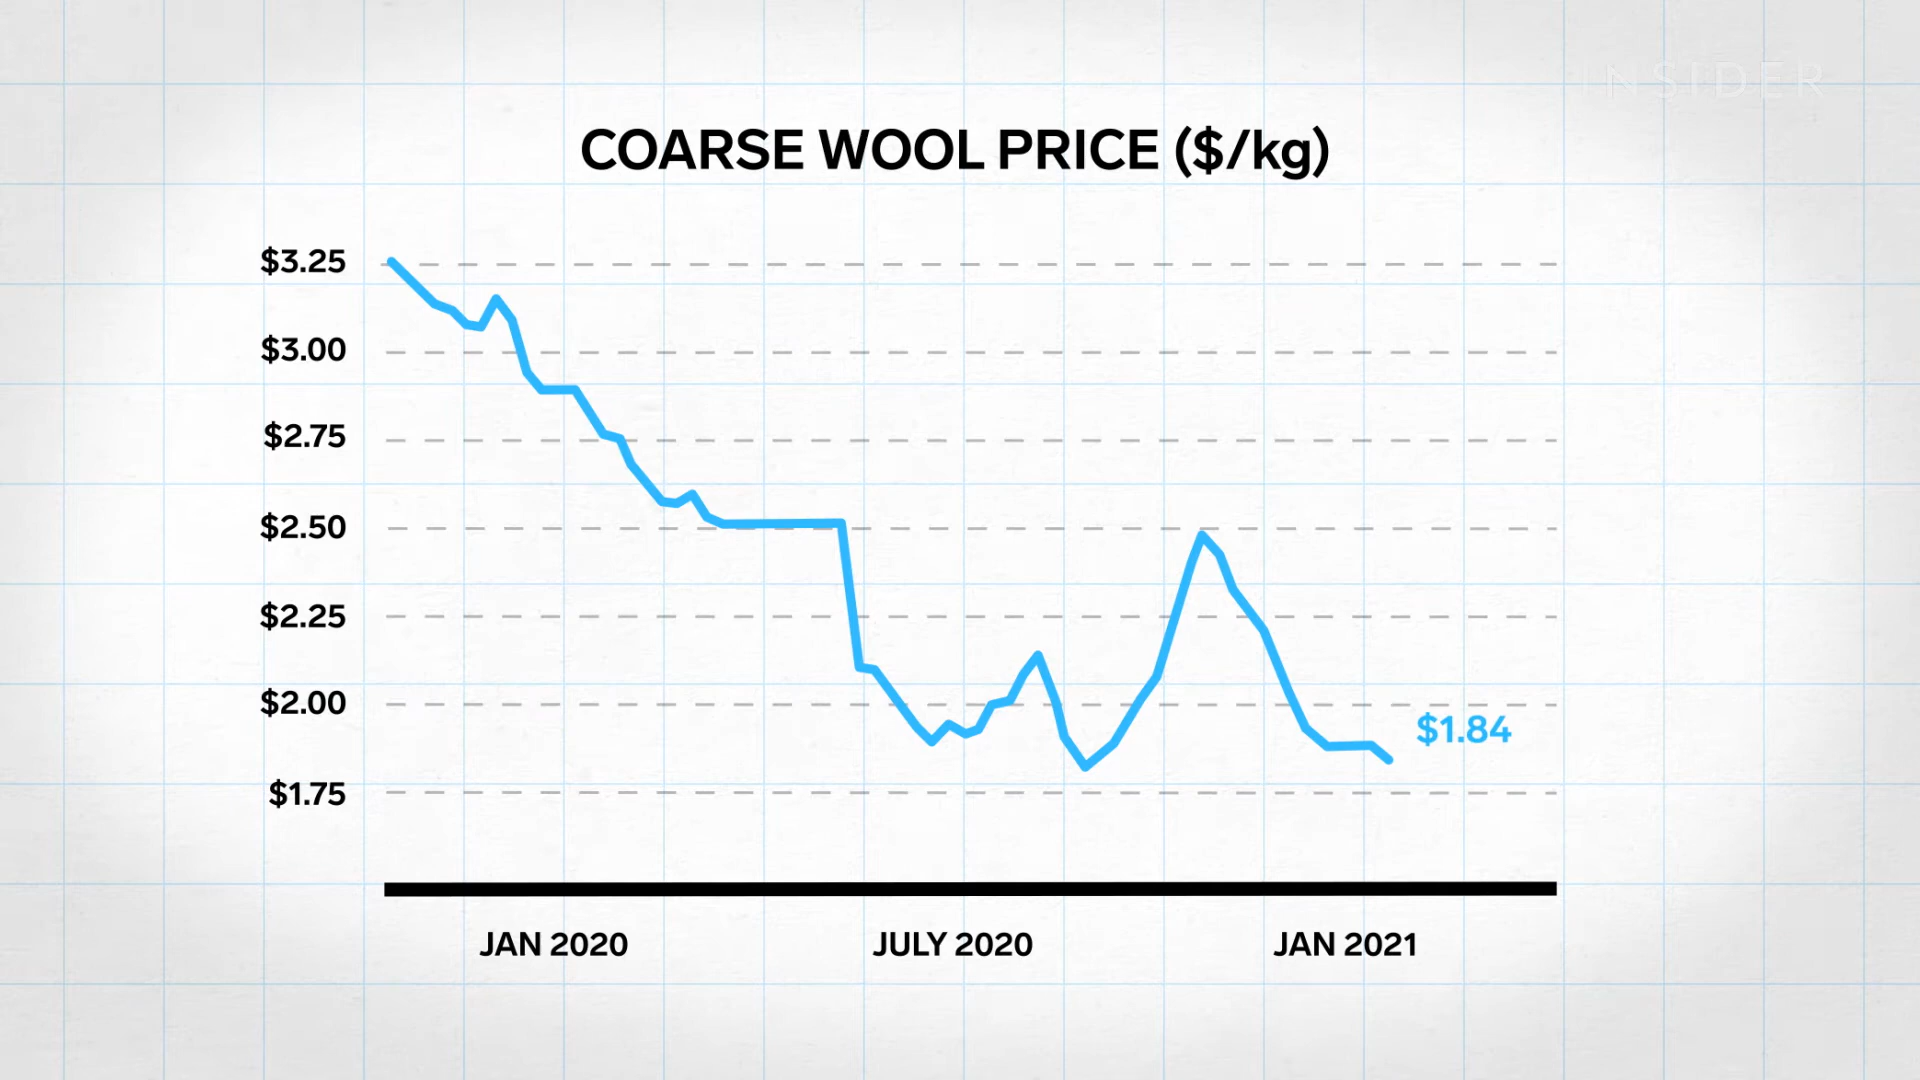 INSIDER
COARSE WOOL PRICE ($/kg)
$3.25
$3.00
$2.75
$2.50
$2.25
$2.00
$1.75
$1.84
JAN 2020
JULY 2020
JAN 2021